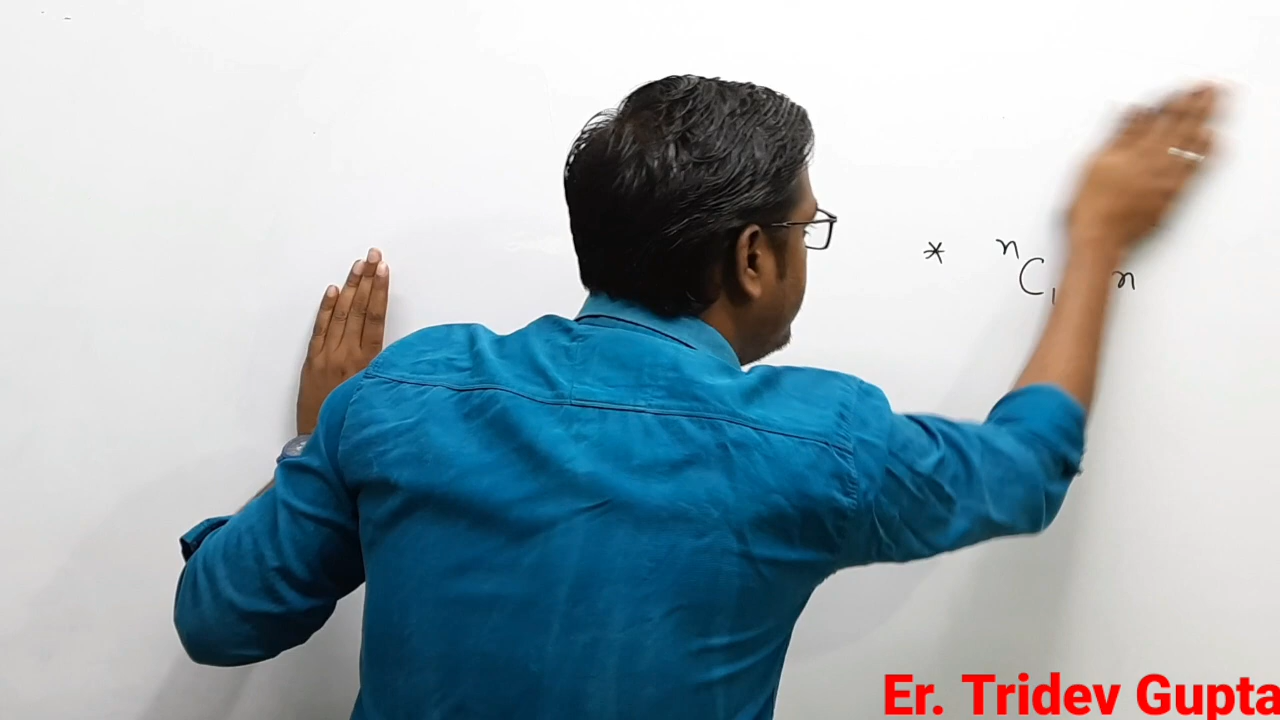 * ⁿC₁ n
Er. Tridev Gupta